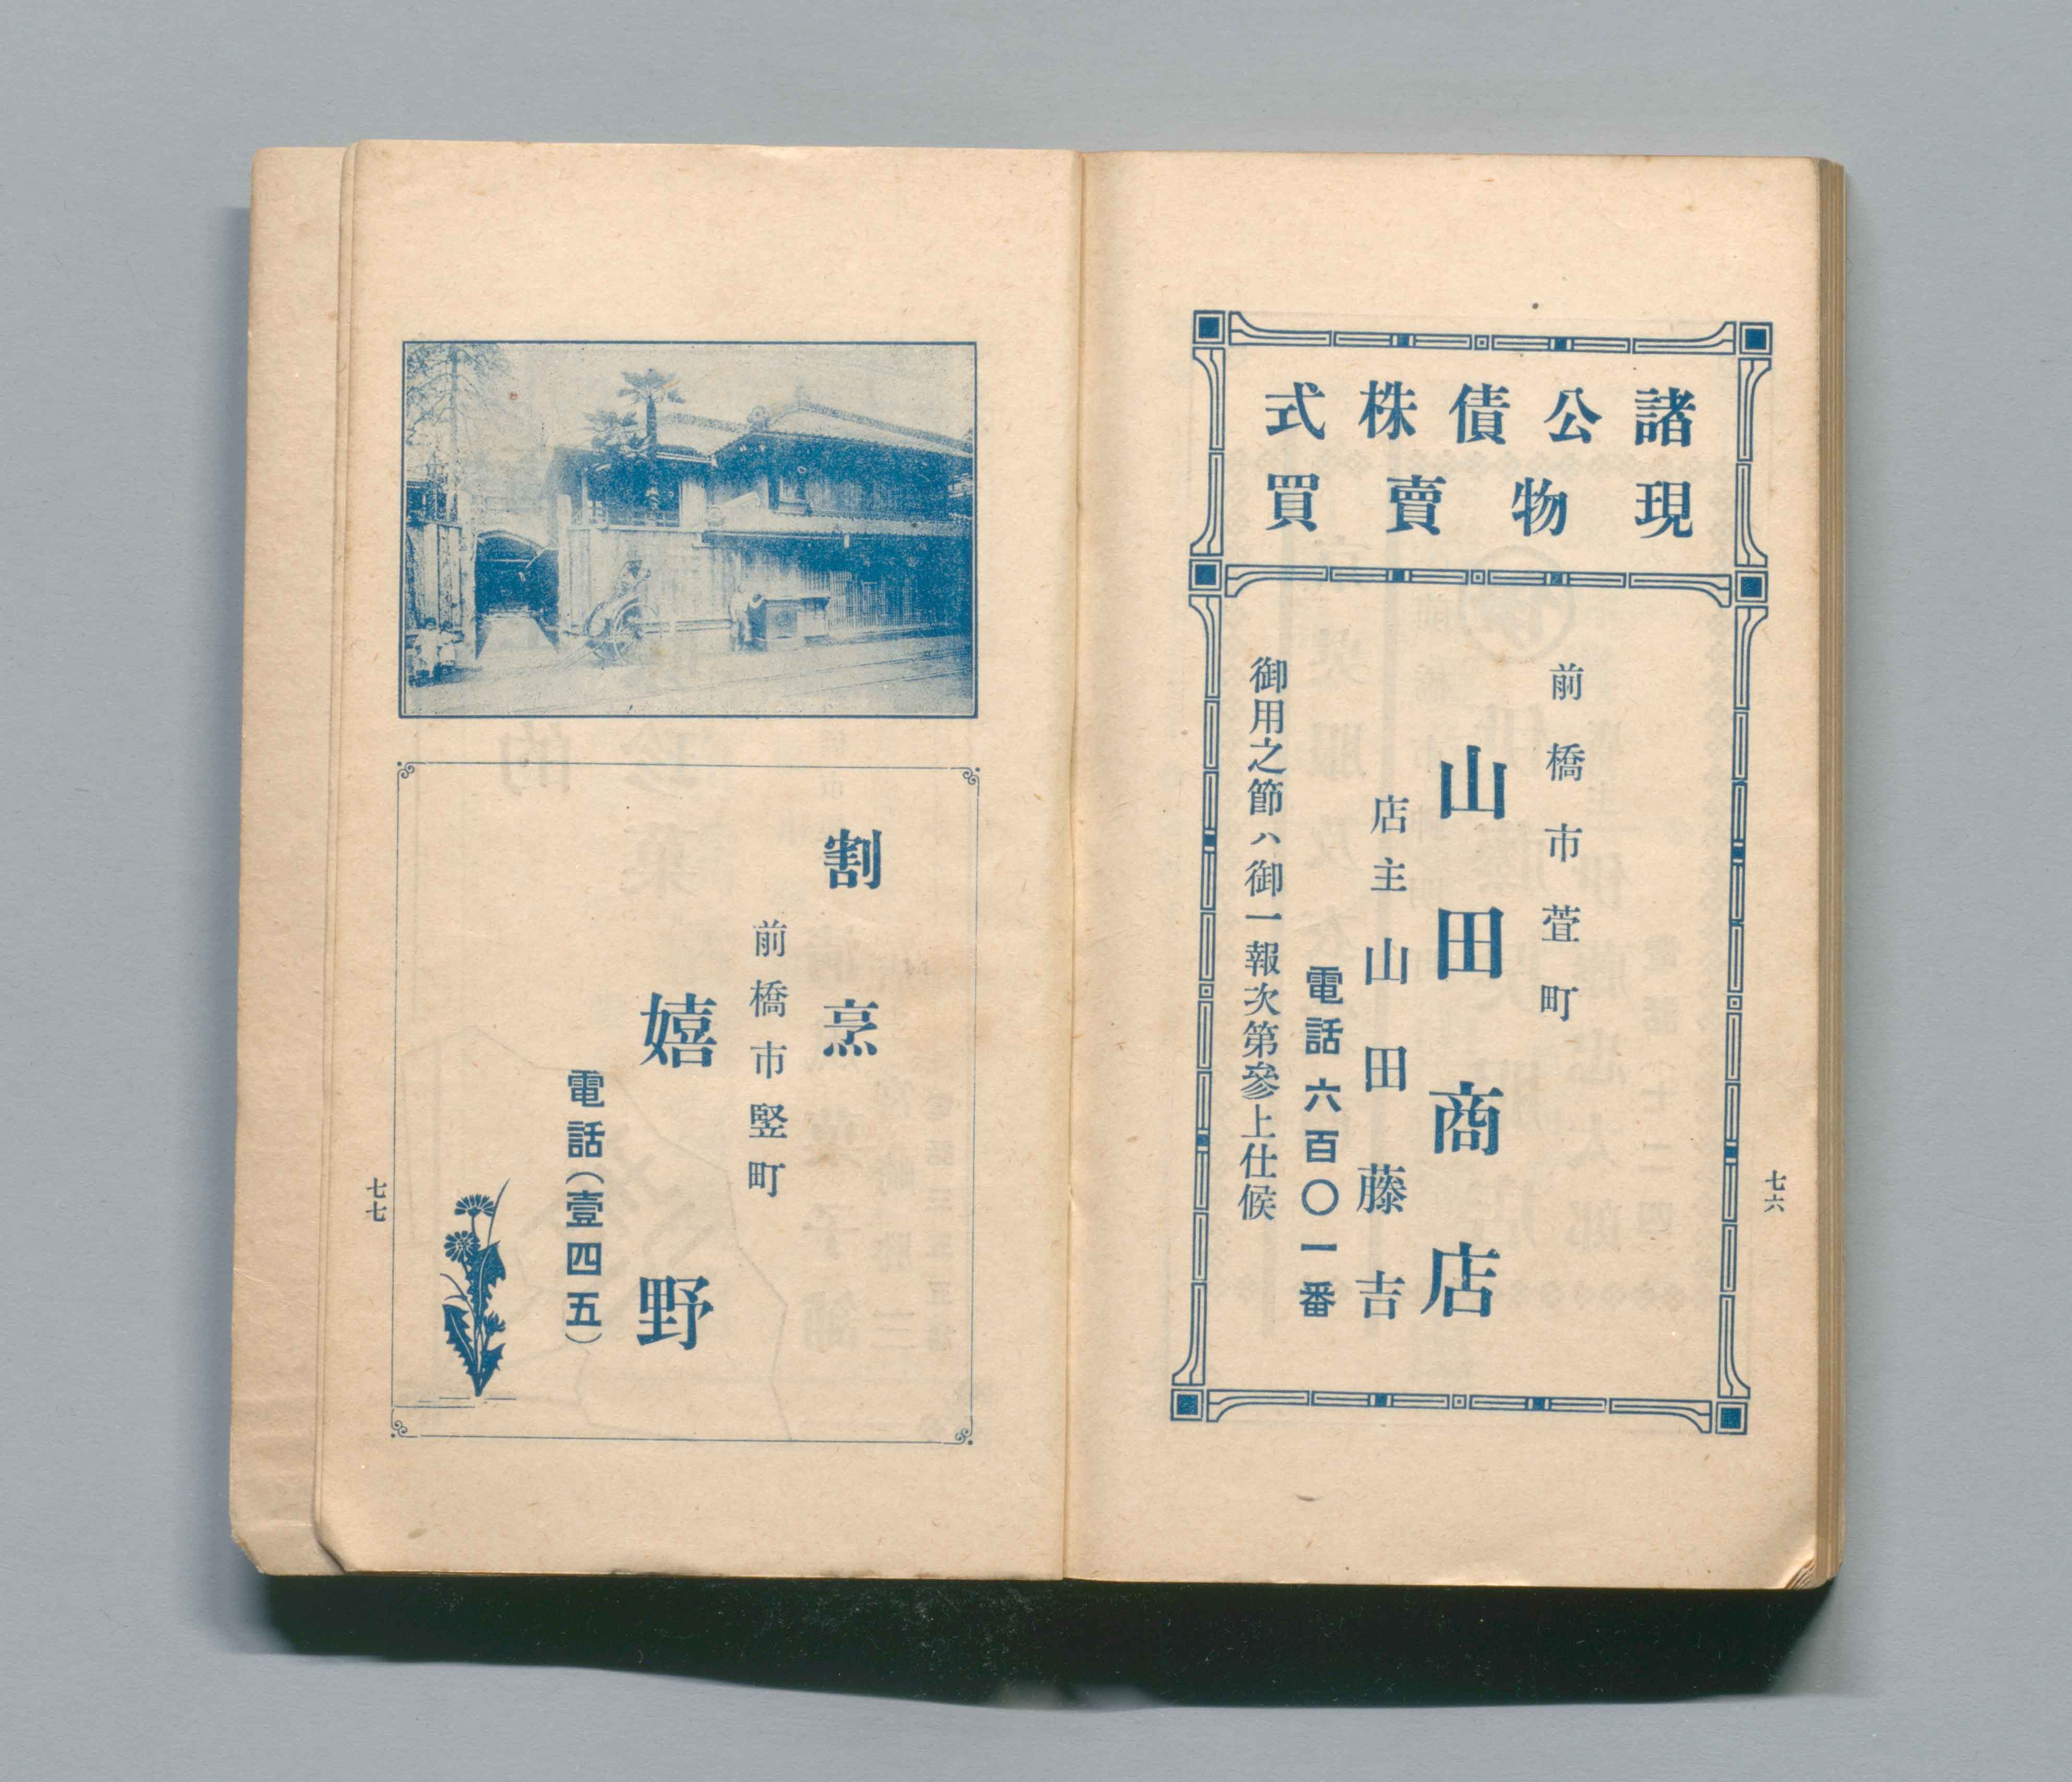 諸公債株式
現物賣買
前橋市萱町
山田商店
店主 山田藤吉
電話六百〇一番
御用之節ハ御一報次第參上仕候
七六
割烹
前橋市竪町
嬉野
電話(壹四五)
七七